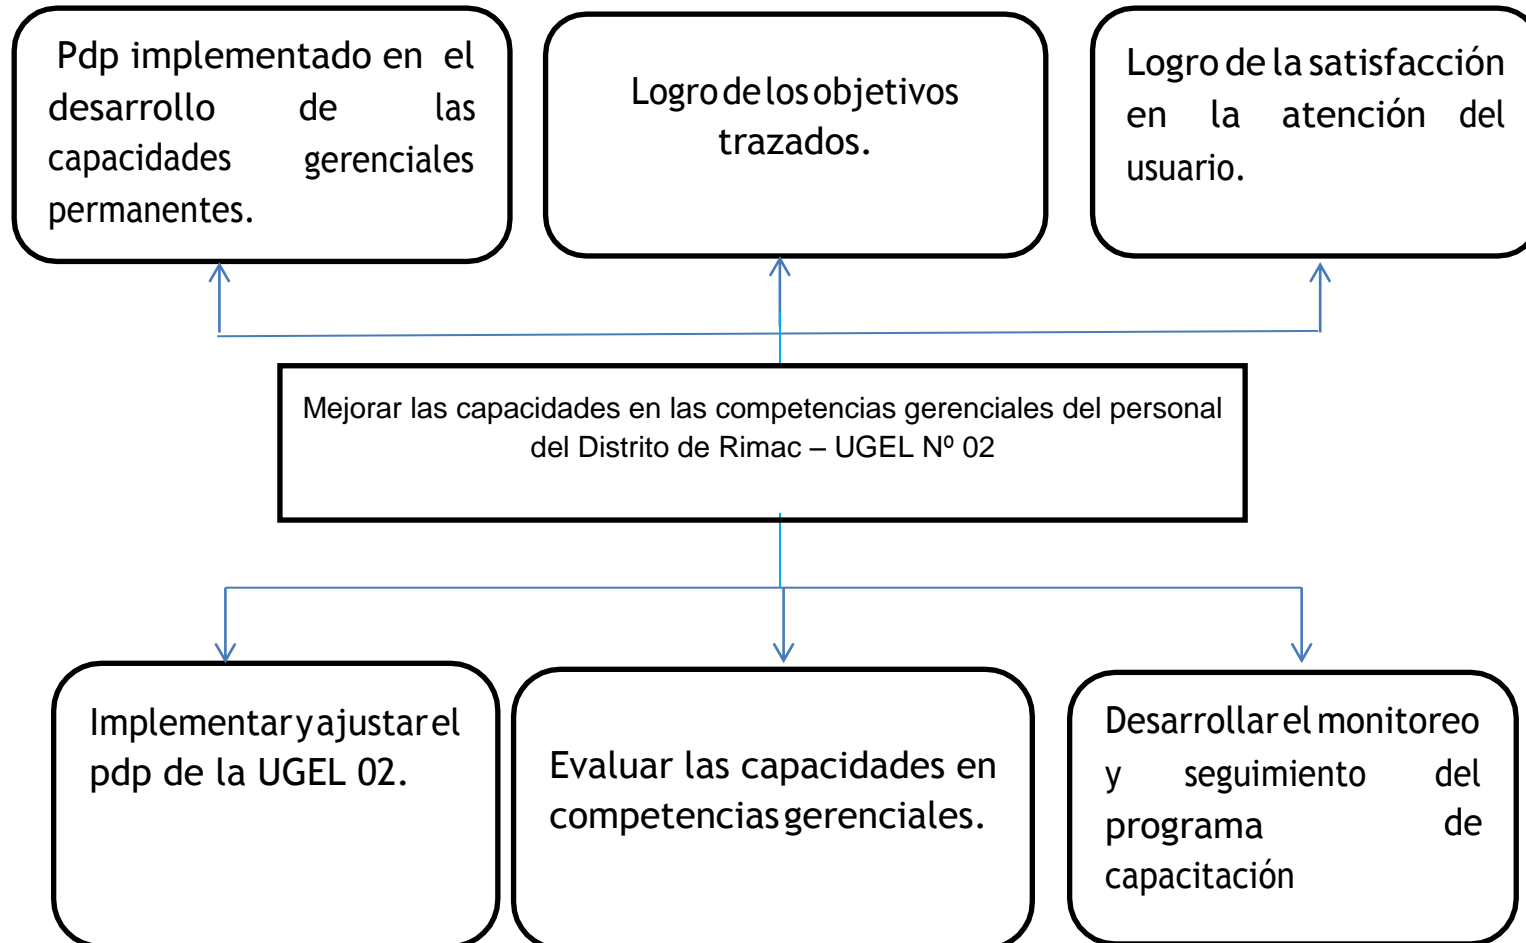 Pdp implementado en el
desarrollo de las
capacidades gerenciales
permanentes.
Logro de los objetivos
trazados.
Logro de la satisfacción
en la atención del
usuario.
Mejorar las capacidades en las competencias gerenciales del personal
del Distrito de Rimac – UGEL Nº 02
Implementar y ajustar el
pdp de la UGEL 02.
Evaluar las capacidades en
competencias gerenciales.
Desarrollar el monitoreo
y seguimiento del
programa de
capacitación